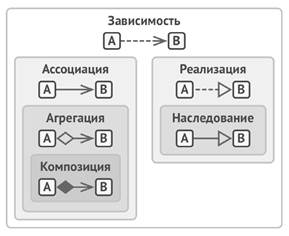 Зависимость
A B
Ассоциация
A B
Агрегация
A B
Композиция
A B
Реализация
A B
Наследование
A B